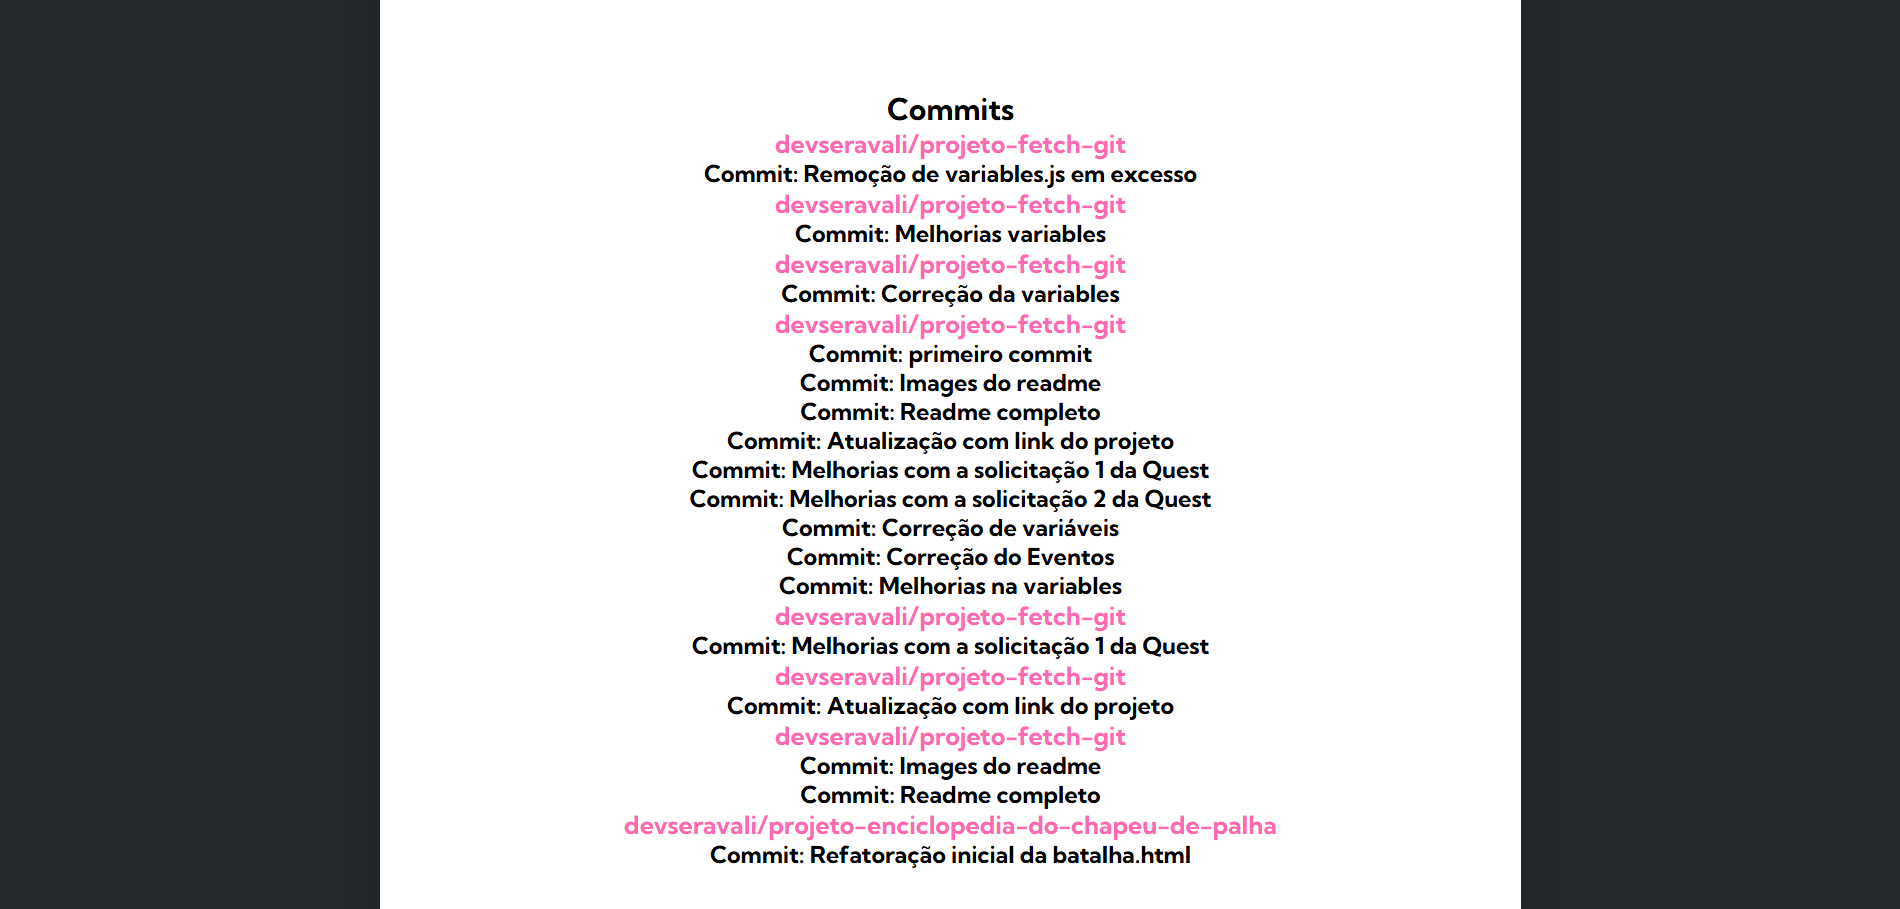 Commits
devseravali/projeto-fetch-git
Commit: Remoção de variables.js em excesso
devseravali/projeto-fetch-git
Commit: Melhorias variables
devseravali/projeto-fetch-git
Commit: Correção da variables
devseravali/projeto-fetch-git
Commit: primeiro commit
Commit: Images do readme
Commit: Readme completo
Commit: Atualização com link do projeto
Commit: Melhorias com a solicitação 1 da Quest
Commit: Melhorias com a solicitação 2 da Quest
Commit: Correção de variáveis
Commit: Correção do Eventos
Commit: Melhorias na variables
devseravali/projeto-fetch-git
Commit: Melhorias com a solicitação 1 da Quest
devseravali/projeto-fetch-git
Commit: Atualização com link do projeto
devseravali/projeto-fetch-git
Commit: Images do readme
Commit: Readme completo
devseravali/projeto-enciclopedia-do-chapeu-de-palha
Commit: Refatoração inicial da batalha.html